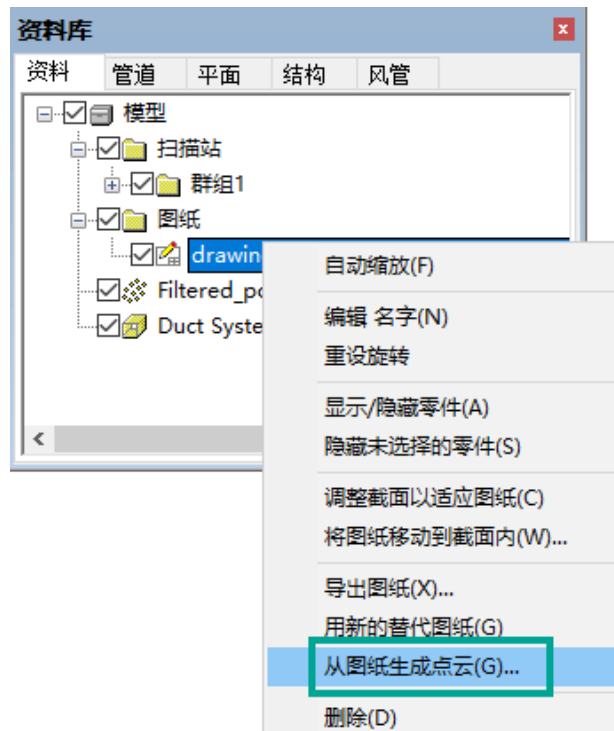 资料库
资料 管道 平面 结构 风管
模型
扫描站
群组1
图纸
drawin
Filtered_po
Duct Syste
自动缩放(F)
编辑 名字(N)
重设旋转
显示/隐藏零件(A)
隐藏未选择的零件(S)
调整截面以适应图纸(C)
将图纸移动到截面内(W)...
导出图纸(X)...
用新的替代图纸(G)
从图纸生成点云(G)...
删除(D)